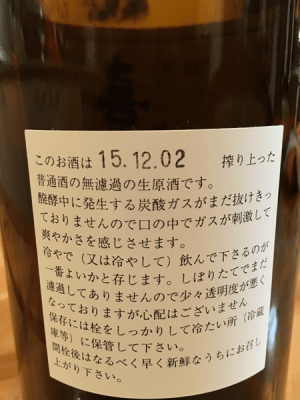 このお酒は 15.12.02 搾り上った
普通酒の無濾過の生原酒です。
醗酵中に発生する炭酸ガスがまだ抜けきっ
ておりませんので口の中でガスが刺激して
爽やかさを感じさせます。
冷やで(又は冷やして)飲んで下さるのが
一番よいかと存じます。しぼりたてでまだ
濾過してありませんので少々透明度が悪く
なっておりますが心配はございません
保存には栓をしっかりして冷たい所(冷蔵
庫等)に保管して下さい。
開栓後はなるべく早く新鮮なうちにお召し
上がり下さい。